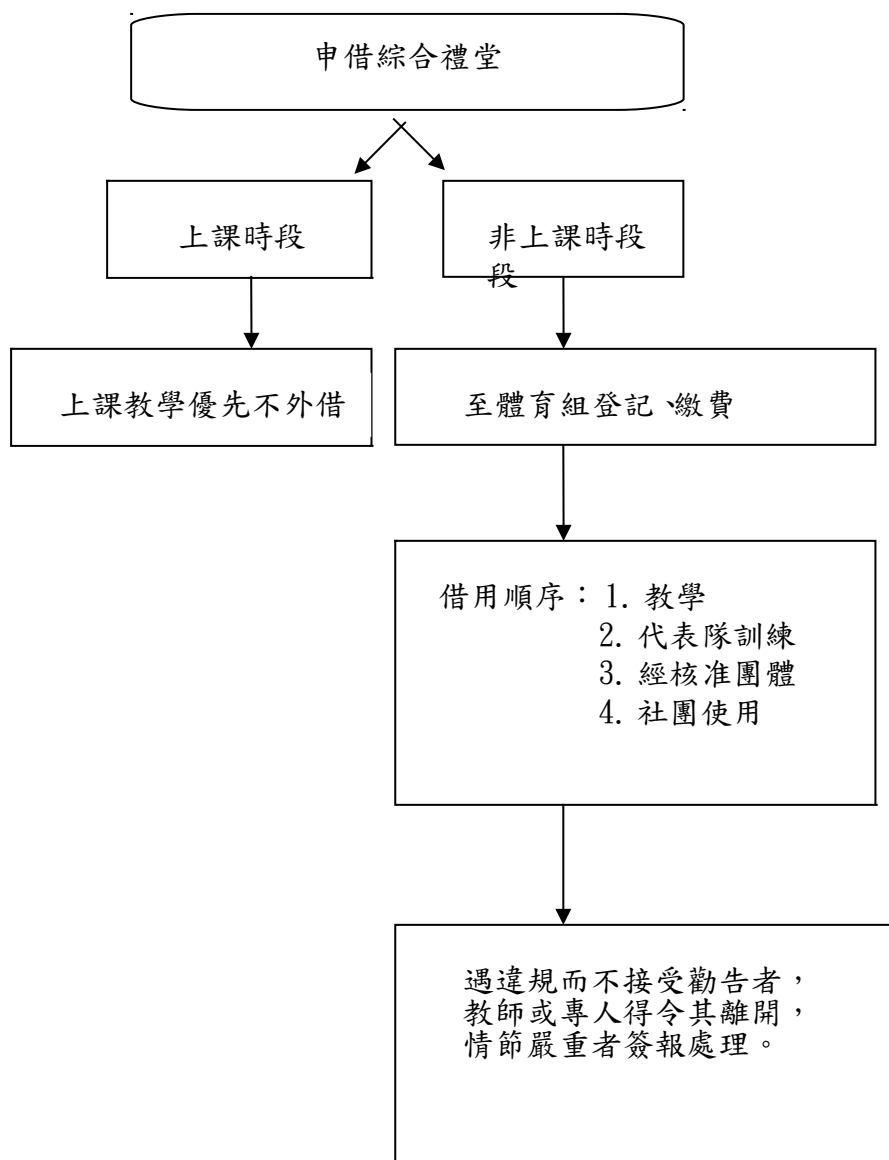 申借綜合禮堂
上課時段
非上課時段
段
上課教學優先不外借
至體育組登記、繳費
借用順序：1. 教學
2. 代表隊訓練
3. 經核准團體
4. 社團使用
遇違規而不接受勸告者，
教師或專人得令其離開，
情節嚴重者簽報處理。